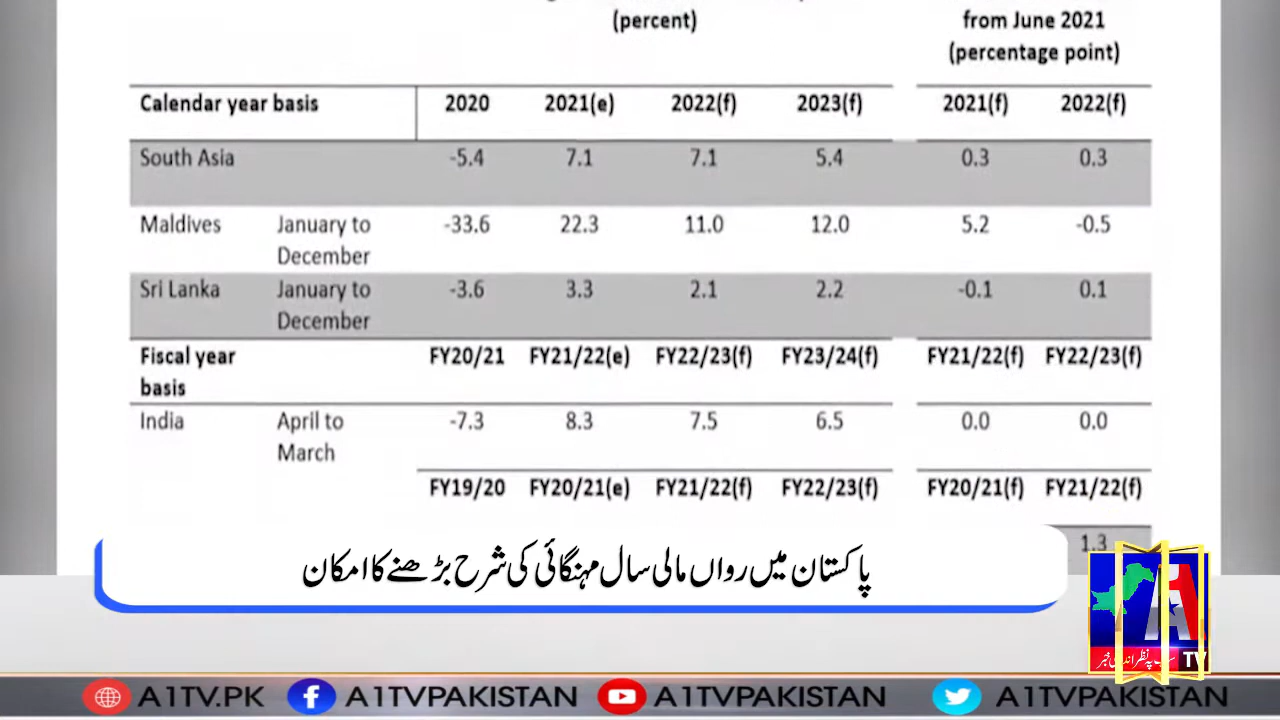 (percent)
from June 2021
(percentage point)
Calendar year basis 2020 2021(e) 2022(f) 2023(f) 2021(f) 2022(f)
South Asia -5.4 7.1 7.1 5.4 0.3 0.3
Maldives January to -33.6 22.3 11.0 12.0 5.2 -0.5
December
Sri Lanka January to -3.6 3.3 2.1 2.2 -0.1 0.1
December
Fiscal year FY20/21 FY21/22(e) FY22/23(f) FY23/24(f) FY21/22(f) FY22/23(f)
basis
India April to -7.3 8.3 7.5 6.5 0.0 0.0
March
FY19/20 FY20/21(e) FY21/22(f) FY22/23(f) FY20/21(f) FY21/22(f)
1.3
پاکستان میں رواں مالی سال مہنگائی کی شرح بڑھنے کا امکان
A1
TV
A1TV.PK A1TVPAKISTAN A1TVPAKISTAN A1TVPAKISTAN